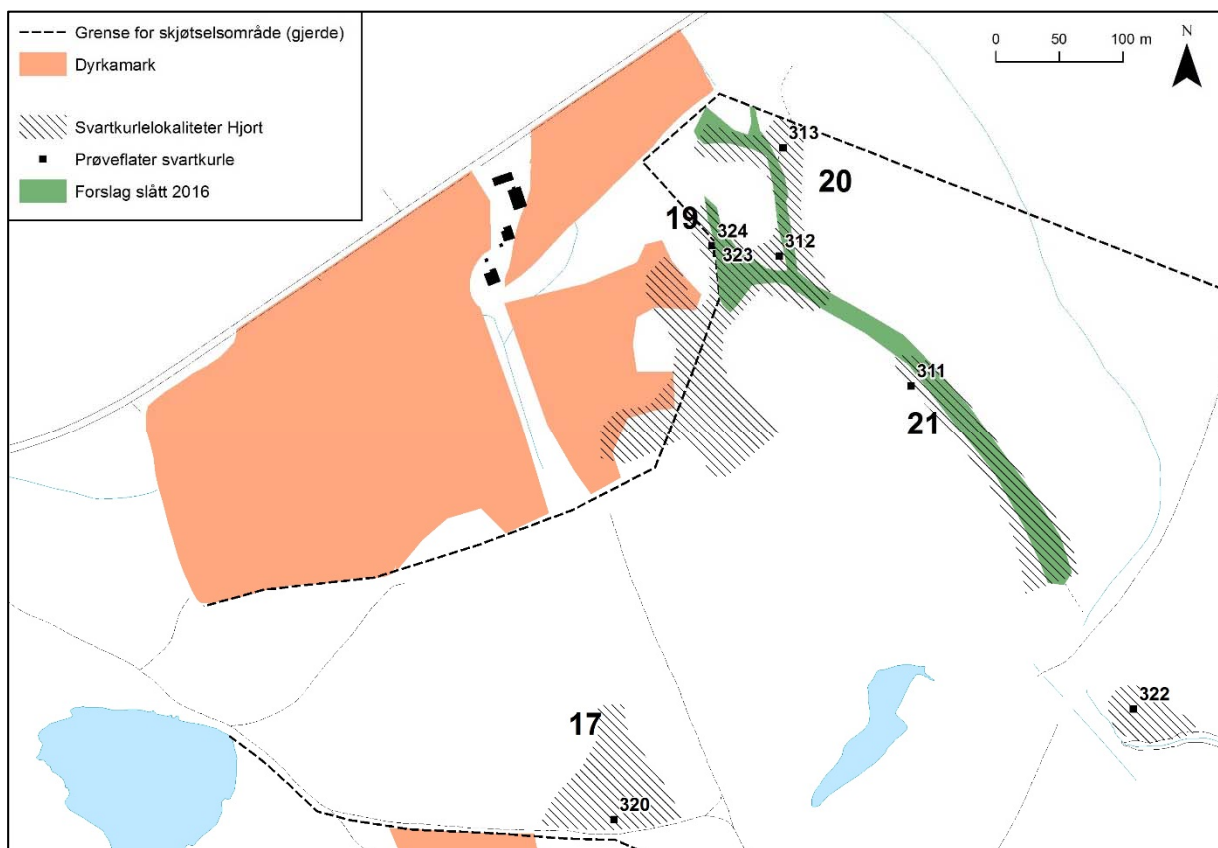 Grense for skjøtselsområde (gjerde)
Dyrkamark
Svartkurlelokaliteter Hjort
Prøveflater svartkurle
Forslag slått 2016
0 50 100 m
N
313
20
19
324
323
312
311
21
322
17
320